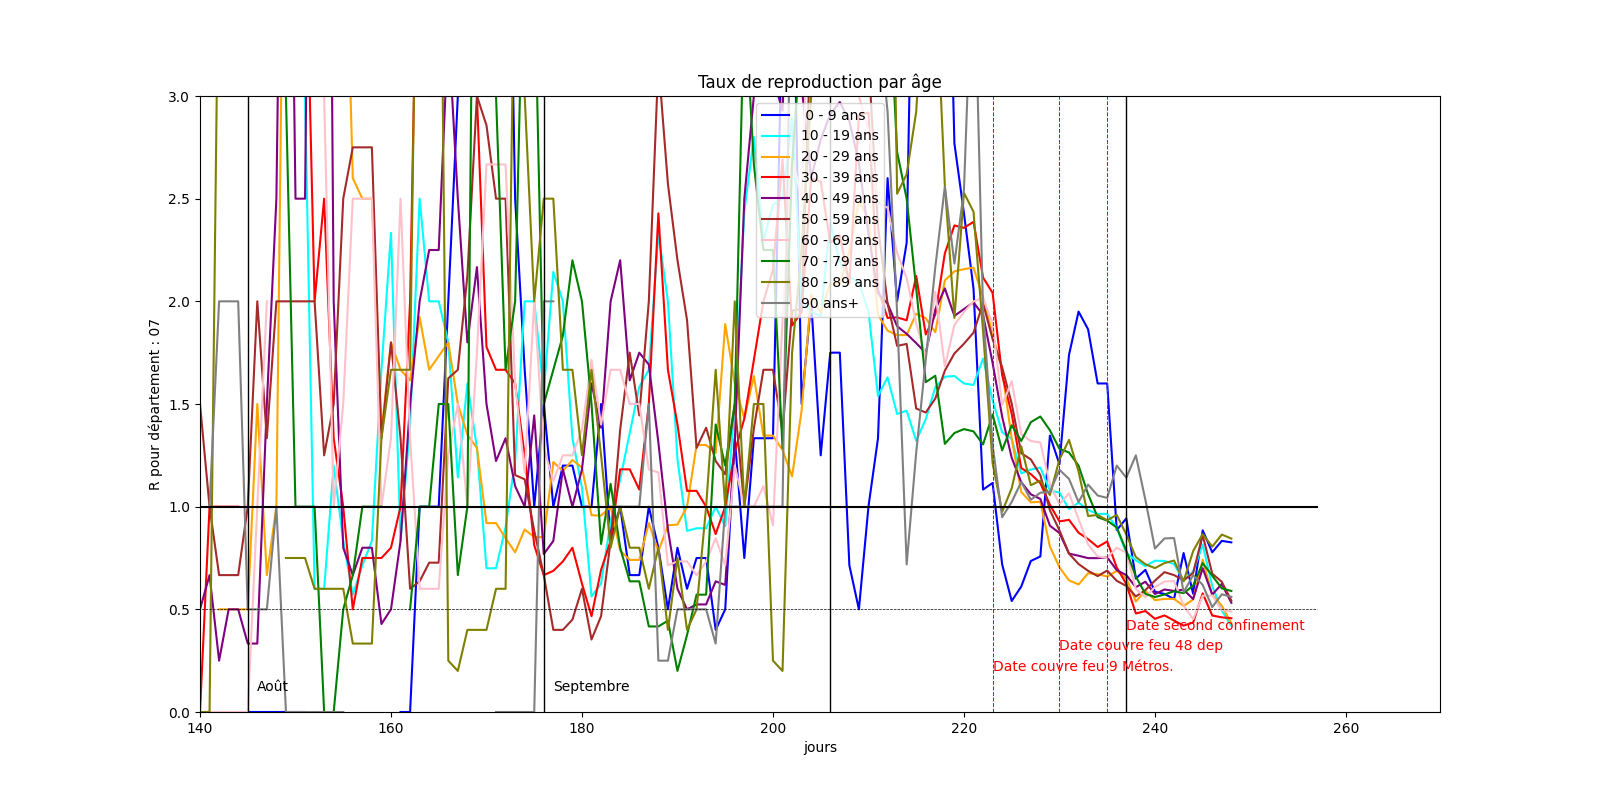 Taux de reproduction par âge
3.0
2.5
2.0
1.5
1.0
0.5
0.0
R pour département : 07
0 - 9 ans
10 - 19 ans
20 - 29 ans
30 - 39 ans
40 - 49 ans
50 - 59 ans
60 - 69 ans
70 - 79 ans
80 - 89 ans
90 ans+
Date second confinement
Date couvre feu 48 dep
Date couvre feu 9 Métros.
Août
Septembre
140
160
180
200
220
240
260
jours